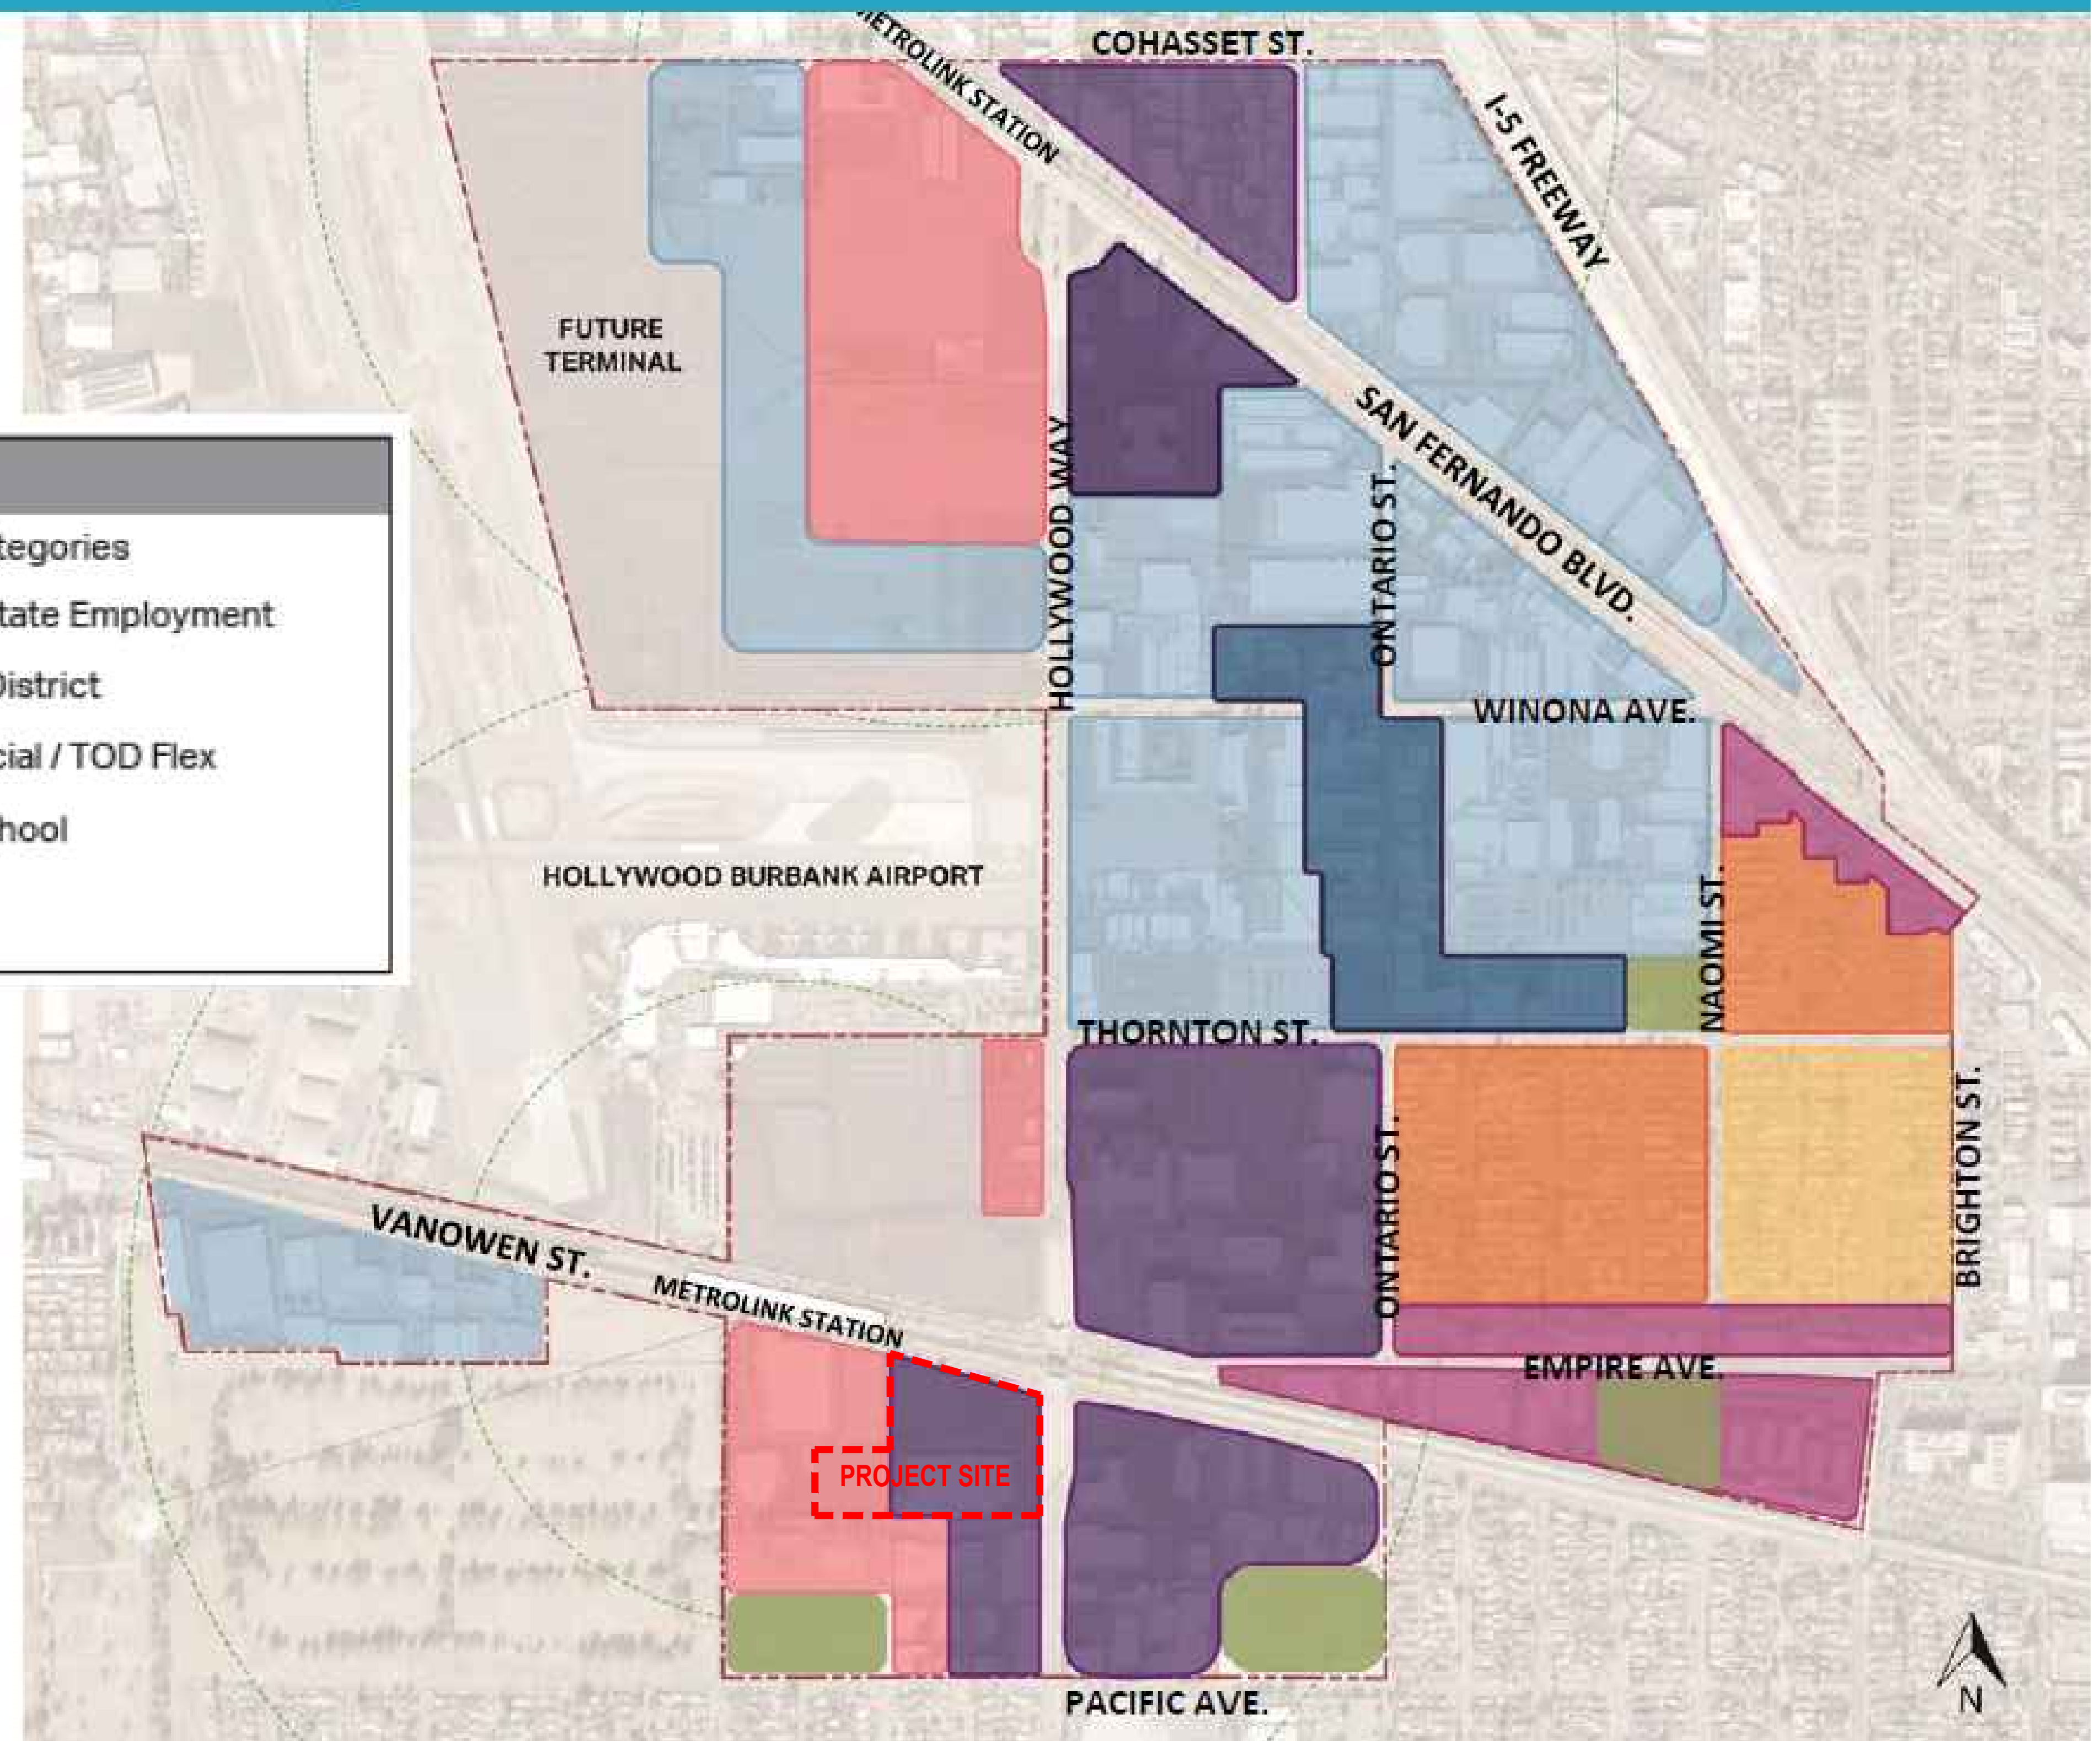 COHASSET ST.
METROLINK STATION
I-5 FREEWAY
FUTURE
TERMINAL
SAN FERNANDO BLVD.
HOLLYWOOD WAY
ONTARIO ST.
tegories
tate Employment
District
cial / TOD Flex
hool
WINONA AVE.
HOLLYWOOD BURBANK AIRPORT
NAOMI ST.
THORNTON ST.
BRIGHTON ST.
ONTARIO ST.
VANOWEN ST.
METROLINK STATION
EMPIRE AVE.
PROJECT SITE
PACIFIC AVE.
N